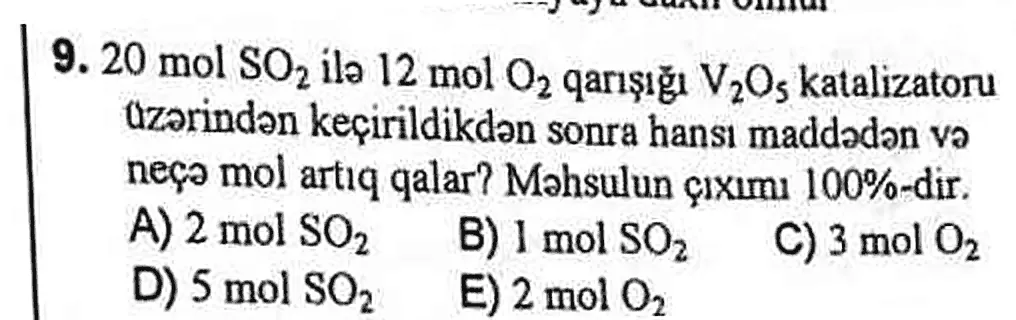 9. 20 mol SO₂ ilə 12 mol O₂ qarışığı V₂O₅ katalizatoru
üzərindən keçirildikdən sonra hansı maddədən və
neçə mol artıq qalar? Məhsulun çıxımı 100%-dir.
A) 2 mol SO₂ B) 1 mol SO₂ C) 3 mol O₂
D) 5 mol SO₂ E) 2 mol O₂